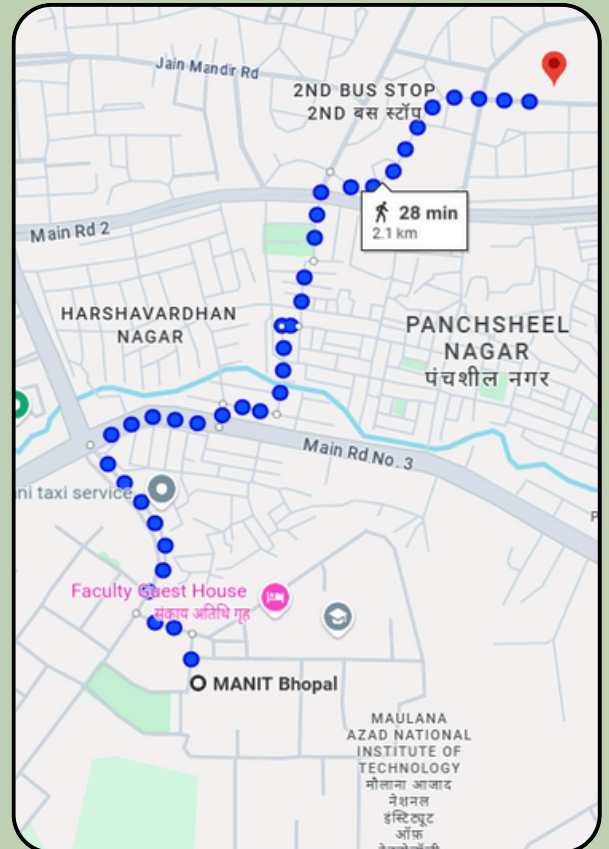 Jain Mandir Rd
2ND BUS STOP
2ND बस स्टॉप
Main Rd 2
28 min
2.1 km
HARSHAVARDHAN
NAGAR
PANCHSHEEL
NAGAR
पंचशील नगर
Main Rd No. 3
ni taxi service
Faculty Guest House
संकाय अतिथि गृह
MANIT Bhopal
MAULANA
AZAD NATIONAL
INSTITUTE OF
TECHNOLOGY
मौलाना आजाद
नेशनल
इंस्टिट्यूट
ऑफ़